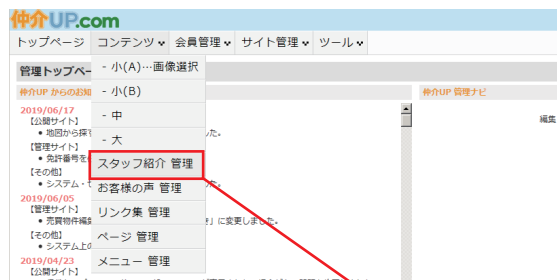 仲介UP.com
トップページ コンテンツ 会員管理 サイト管理 ツール
管理トップペー
- 小(A)…画像選択
仲介UP からのお知
- 小(B)
仲介UP 管理ナビ
2019/06/17
- 中
【公開サイト】
編集
• 地図から探
した。
【管理サイト】
- 大
• 免許番号を
スタッフ紹介 管理
【その他】
• システム・セ
お客様の声 管理
2019/06/05
【管理サイト】
リンク集 管理
• 売買物件編集
」に変更しました。
【その他】
ページ 管理
• システム上の
2019/04/23
メニュー 管理
【公開サイト】